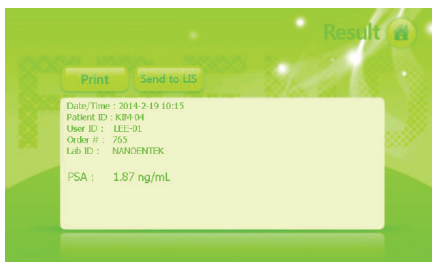 Result
Print
Send to LIS
Date/Time : 2014-2-19 10:15
Patient ID : KIM-04
User ID : LEE-01
Order # : 765
Lab ID : NANOENTEK
PSA : 1.87 ng/mL